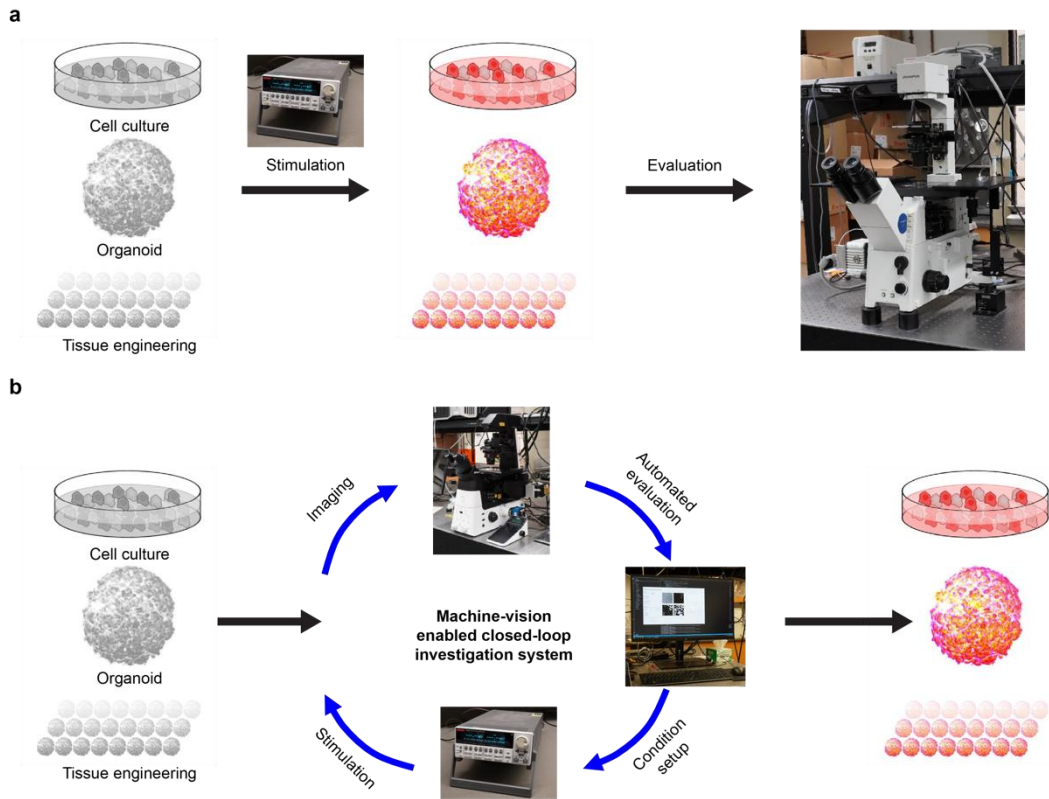 a
Cell culture
Organoid
Tissue engineering
Stimulation
Evaluation
OLYMPUS
b
Cell culture
Organoid
Tissue engineering
Imaging
Automated
evaluation
Machine-vision
enabled closed-loop
investigation system
Stimulation
Condition
setup